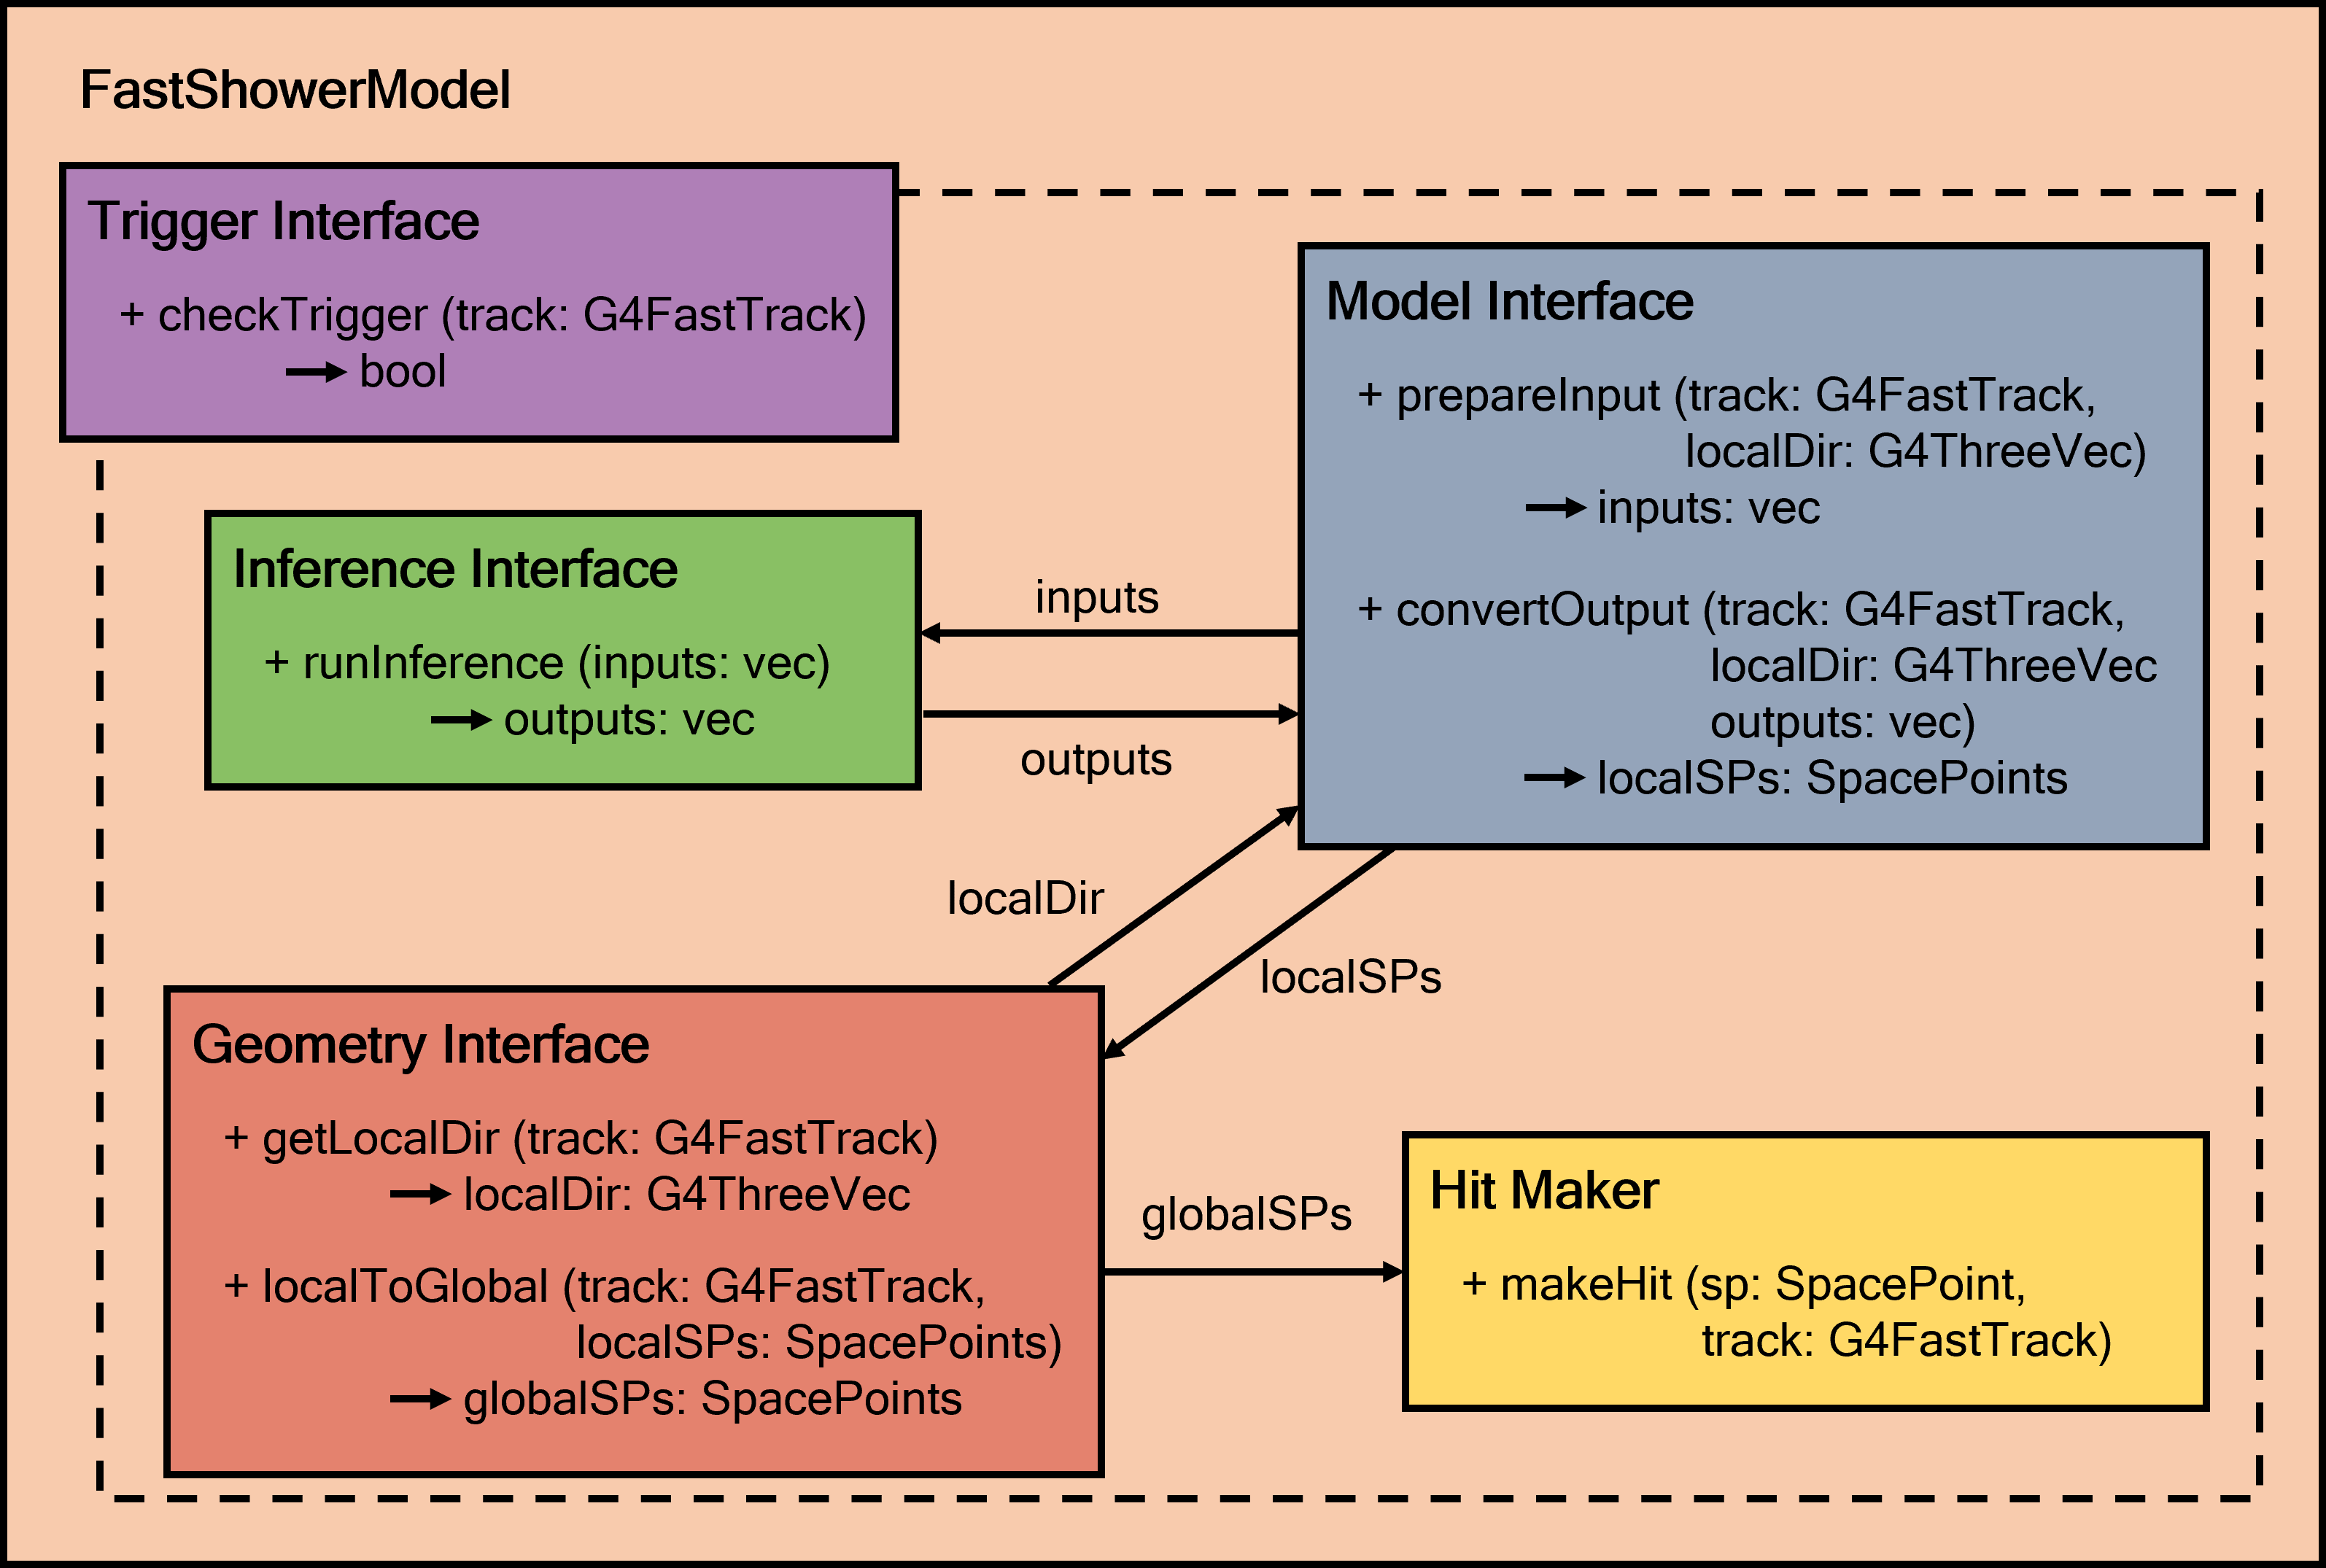 FastShowerModel
Trigger Interface
+ checkTrigger (track: G4FastTrack)
bool
Model Interface
+ prepareInput (track: G4FastTrack,
localDir: G4ThreeVec)
inputs: vec
+ convertOutput (track: G4FastTrack,
localDir: G4ThreeVec
outputs: vec)
localSPs: SpacePoints
Inference Interface
+ runInference (inputs: vec)
outputs: vec
inputs
outputs
localDir
localSPs
Geometry Interface
+ getLocalDir (track: G4FastTrack)
localDir: G4ThreeVec
+ localToGlobal (track: G4FastTrack,
localSPs: SpacePoints)
globalSPs: SpacePoints
globalSPs
Hit Maker
+ makeHit (sp: SpacePoint,
track: G4FastTrack)